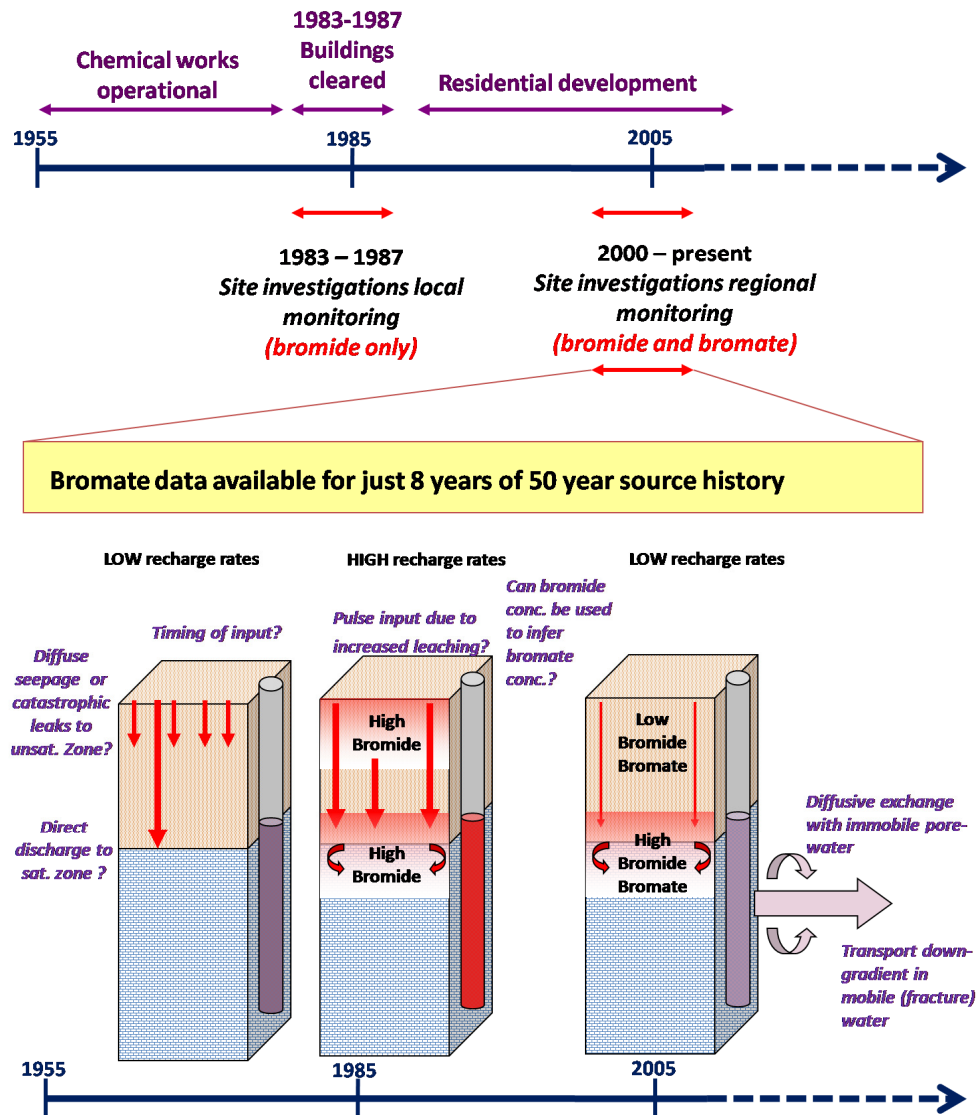 1983-1987
Buildings
cleared
Chemical works
operational
Residential development
1955
1985
2005
1983 – 1987
Site investigations local
monitoring
(bromide only)
2000 – present
Site investigations regional
monitoring
(bromide and bromate)
Bromate data available for just 8 years of 50 year source history
LOW recharge rates
HIGH recharge rates
LOW recharge rates
Timing of input?
Diffuse
seepage or
catastrophic
leaks to
unsat. Zone?
Direct
discharge to
sat. zone ?
Pulse input due to
increased leaching?
Can bromide
conc. be used
to infer
bromate
conc.?
High
Bromide
High
Bromide
Low
Bromide
Bromate
High
Bromide
Bromate
Diffusive exchange
with immobile pore-
water
Transport down-
gradient in
mobile (fracture)
water
1955
1985
2005